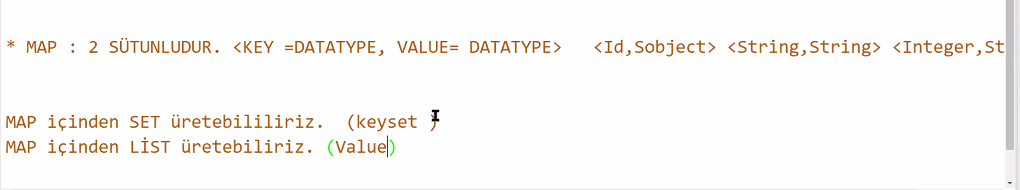 * MAP : 2 SÜTUNLUDUR. <KEY =DATATYPE, VALUE= DATATYPE>   <Id,Sobject> <String,String> <Integer,St
MAP içinden SET üretebililiriz.  (keyset )
MAP içinden LİST üretebiliriz. (Value)